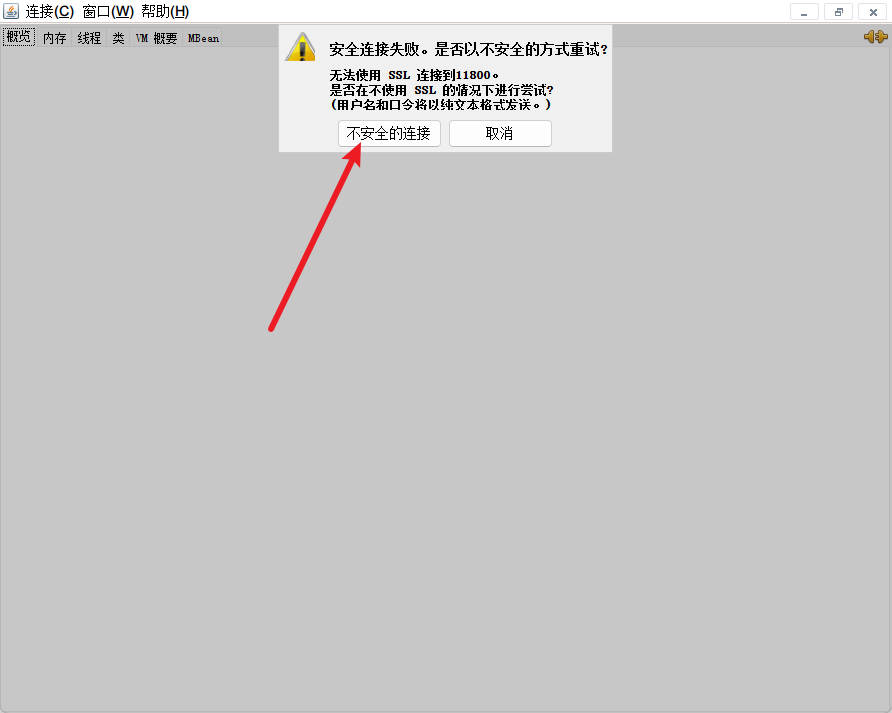 连接(C) 窗口(W) 帮助(H)
概览 内存 线程 类 VM 概要 MBean
安全连接失败。是否以不安全的方式重试?
无法使用 SSL 连接到11800。
是否在不使用 SSL 的情况下进行尝试?
(用户名和口令将以纯文本格式发送。)
不安全的连接 取消